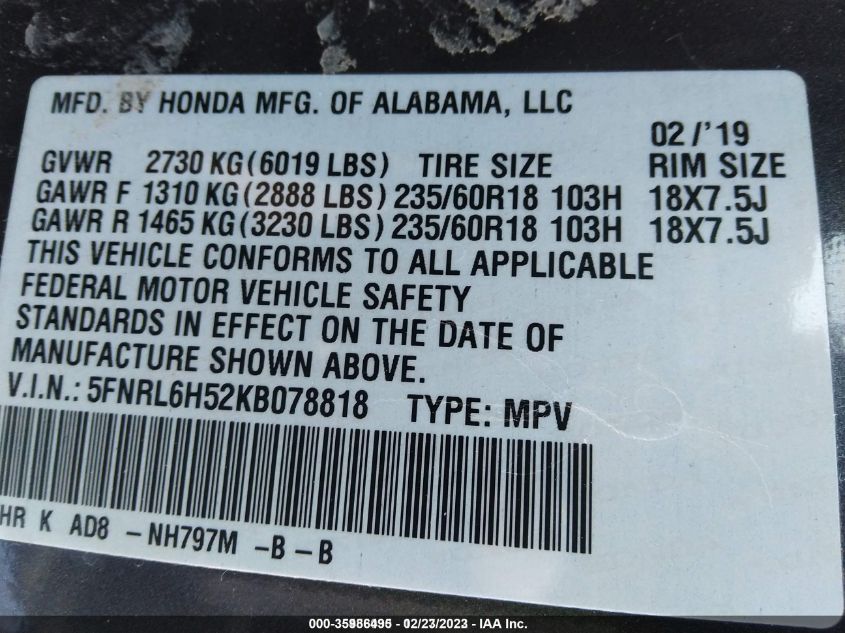 MFD. BY HONDA MFG. OF ALABAMA, LLC
02/'19
GVWR 2730 KG(6019 LBS) TIRE SIZE RIM SIZE
GAWR F 1310 KG(2888 LBS) 235/60R18 103H 18X7.5J
GAWR R 1465 KG(3230 LBS) 235/60R18 103H 18X7.5J
THIS VEHICLE CONFORMS TO ALL APPLICABLE
FEDERAL MOTOR VEHICLE SAFETY
STANDARDS IN EFFECT ON THE DATE OF
MANUFACTURE SHOWN ABOVE.
V.I.N.: 5FNRL6H52KB078818 TYPE: MPV
HR K AD8 -NH797M -B-B
000-35986495 - 02/23/2023 - IAA Inc.